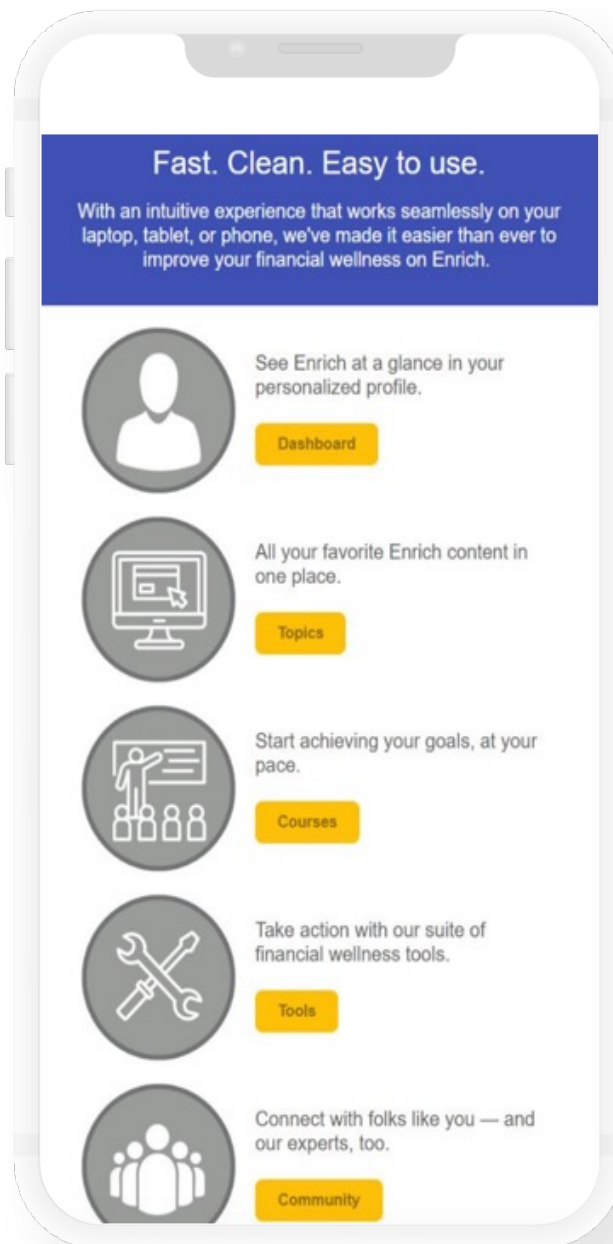 Fast. Clean. Easy to use.
With an intuitive experience that works seamlessly on your
laptop, tablet, or phone, we've made it easier than ever to
improve your financial wellness on Enrich.
See Enrich at a glance in your
personalized profile.
Dashboard
All your favorite Enrich content in
one place.
Topics
Start achieving your goals, at your
pace.
Courses
Take action with our suite of
financial wellness tools.
Tools
Connect with folks like you — and
our experts, too.
Community